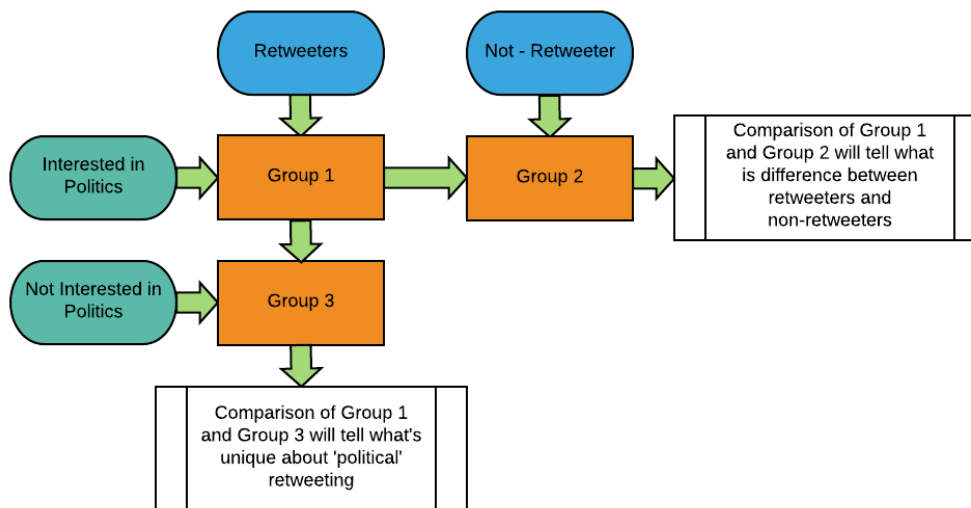 Retweeters
Not - Retweeter
Interested in
Politics
Group 1
Group 2
Comparison of Group 1
and Group 2 will tell what
is difference between
retweeters and
non-retweeters
Not Interested in
Politics
Group 3
Comparison of Group 1
and Group 3 will tell what's
unique about 'political'
retweeting